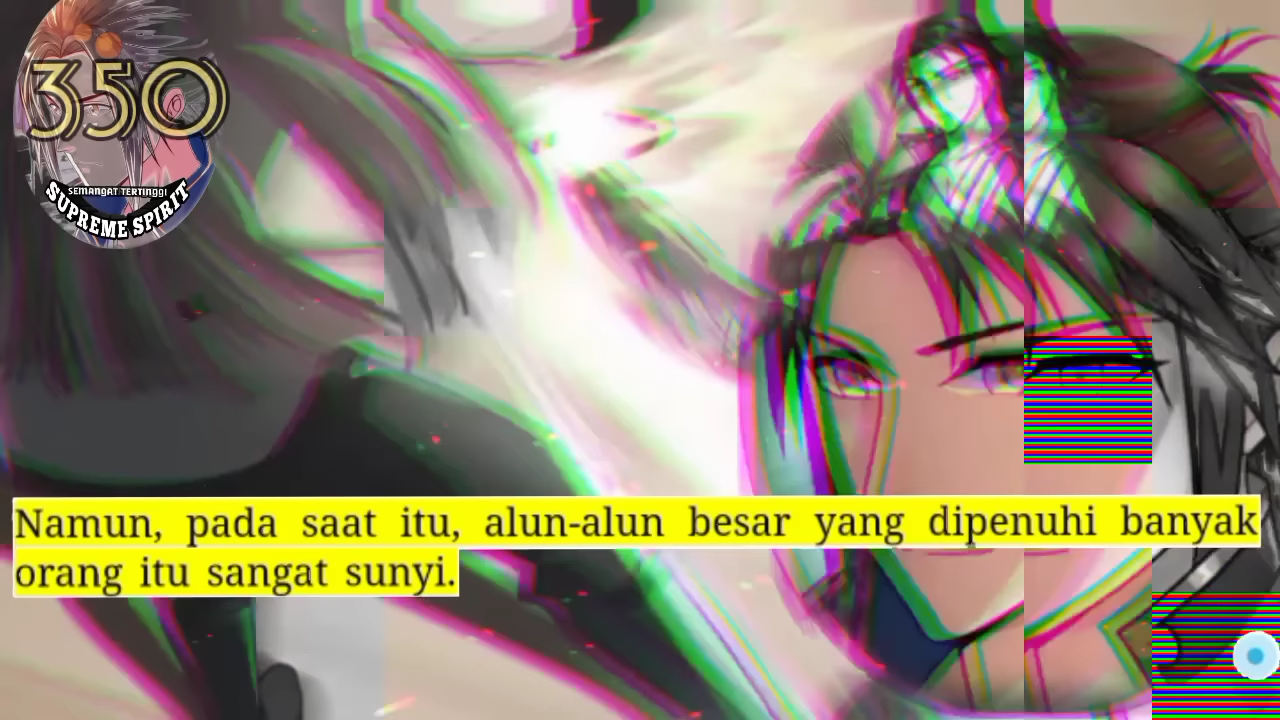 350
SEMANGAT TERTINGGI
SUPREME SPIRIT
Namun, pada saat itu, alun-alun besar yang dipenuhi banyak
orang itu sangat sunyi.